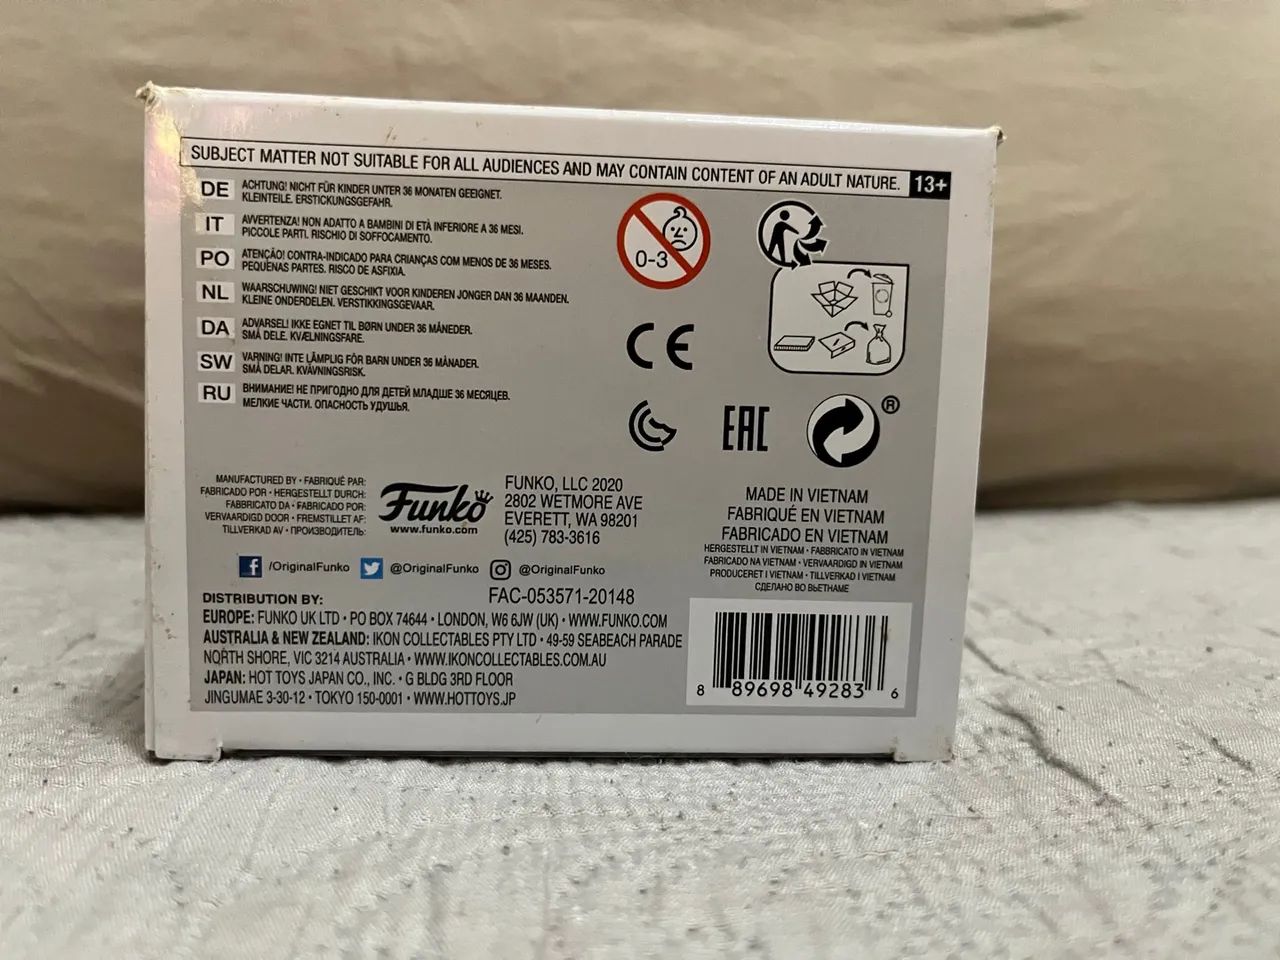 SUBJECT MATTER NOT SUITABLE FOR ALL AUDIENCES AND MAY CONTAIN CONTENT OF AN ADULT NATURE. 13+
DE ACHTUNG! NICHT FÜR KINDER UNTER 36 MONATEN GEEIGNET.
KLEINTEILE. ERSTICKUNGSGEFAHR.
IT AVVERTENZA! NON ADATTO A BAMBINI DI ETÀ INFERIORE A 36 MESI.
PICCOLE PARTI. RISCHIO DI SOFFOCAMENTO.
PO ATENÇÃO! CONTRA-INDICADO PARA CRIANÇAS COM MENOS DE 36 MESES.
PEQUENAS PARTES. RISCO DE ASFIXIA.
NL WAARSCHUWING! NIET GESCHIKT VOOR KINDEREN JONGER DAN 36 MAANDEN.
KLEINE ONDERDELEN. VERSTIKKINGSGEVAAR.
DA ADVARSEL! IKKE EGNET TIL BØRN UNDER 36 MÅNEDER.
SMÅ DELE. KVÆLNINGSFARE.
SW VARNING! INTE LÄMPLIG FÖR BARN UNDER 36 MÅNADER.
SMÅ DELAR. KVÄVNINGSRISK.
RU ВНИМАНИЕ! НЕ ПРИГОДНО ДЛЯ ДЕТЕЙ МЛАДШЕ 36 МЕСЯЦЕВ.
МЕЛКИЕ ЧАСТИ. ОПАСНОСТЬ УДУШЬЯ.
0-3
CE
EAC
®
MANUFACTURED BY • FABRIQUÉ PAR:
FABRICADO POR • HERGESTELLT DURCH:
FABBRICATO DA • FABRICADO POR:
VERVAARDIGD DOOR • FREMSTILLET AF:
TILLVERKAD AV • ПРОИЗВОДИТЕЛЬ:
Funko
www.funko.com
FUNKO, LLC 2020
2802 WETMORE AVE
EVERETT, WA 98201
(425) 783-3616
MADE IN VIETNAM
FABRIQUÉ EN VIETNAM
FABRICADO EN VIETNAM
HERGESTELLT IN VIETNAM • FABBRICATO IN VIETNAM
FABRICADO NA VIETNAM • VERVAARDIGD IN VIETNAM
PRODUCERET I VIETNAM • TILLVERKAD I VIETNAM
СДЕЛАНО ВО ВЬЕТНАМЕ
/OriginalFunko @OriginalFunko @OriginalFunko
FAC-053571-20148
DISTRIBUTION BY:
EUROPE: FUNKO UK LTD • PO BOX 74644 • LONDON, W6 6JW (UK) • WWW.FUNKO.COM
AUSTRALIA & NEW ZEALAND: IKON COLLECTABLES PTY LTD • 49-59 SEABEACH PARADE
NORTH SHORE, VIC 3214 AUSTRALIA • WWW.IKONCOLLECTABLES.COM.AU
JAPAN: HOT TOYS JAPAN CO., INC. • G BLDG 3RD FLOOR
JINGUMAE 3-30-12 • TOKYO 150-0001 • WWW.HOTTOYS.JP
8 89698 49283 6